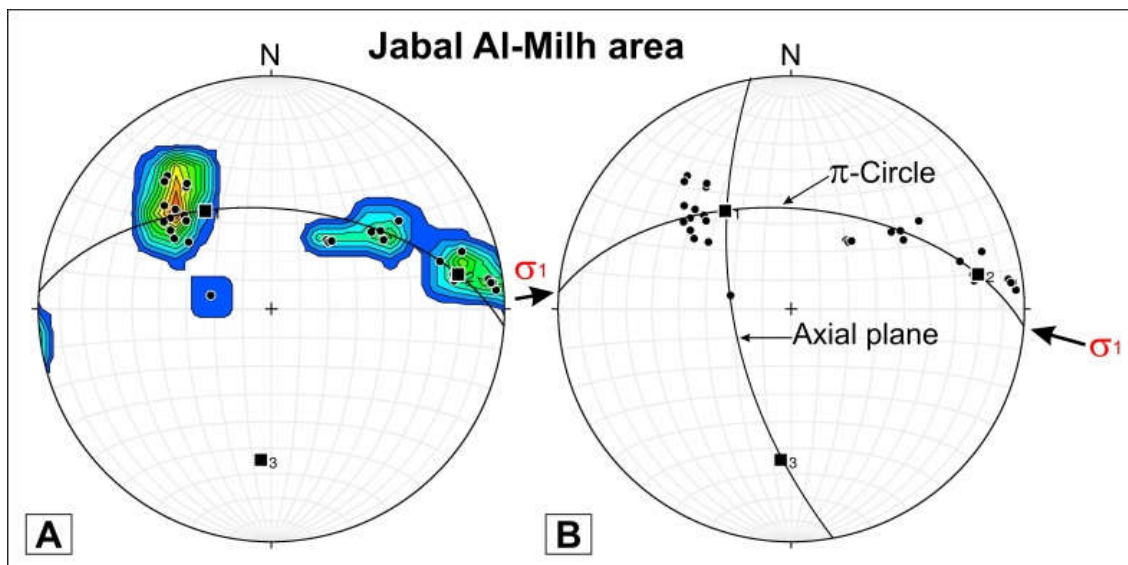 Jabal Al-Milh area
N
1
2
σ1
3
A
N
π-Circle
1
2
Axial plane
σ1
3
B